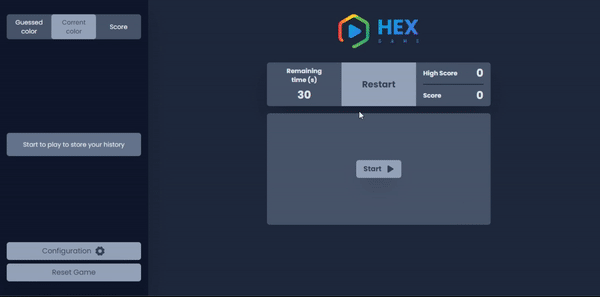 Guessed
color
Correct
color
Score
HEX
GAME
Remaining
time (s)
30
Restart
High Score 0
Score 0
Start to play to store your history
Start
Configuration
Reset Game